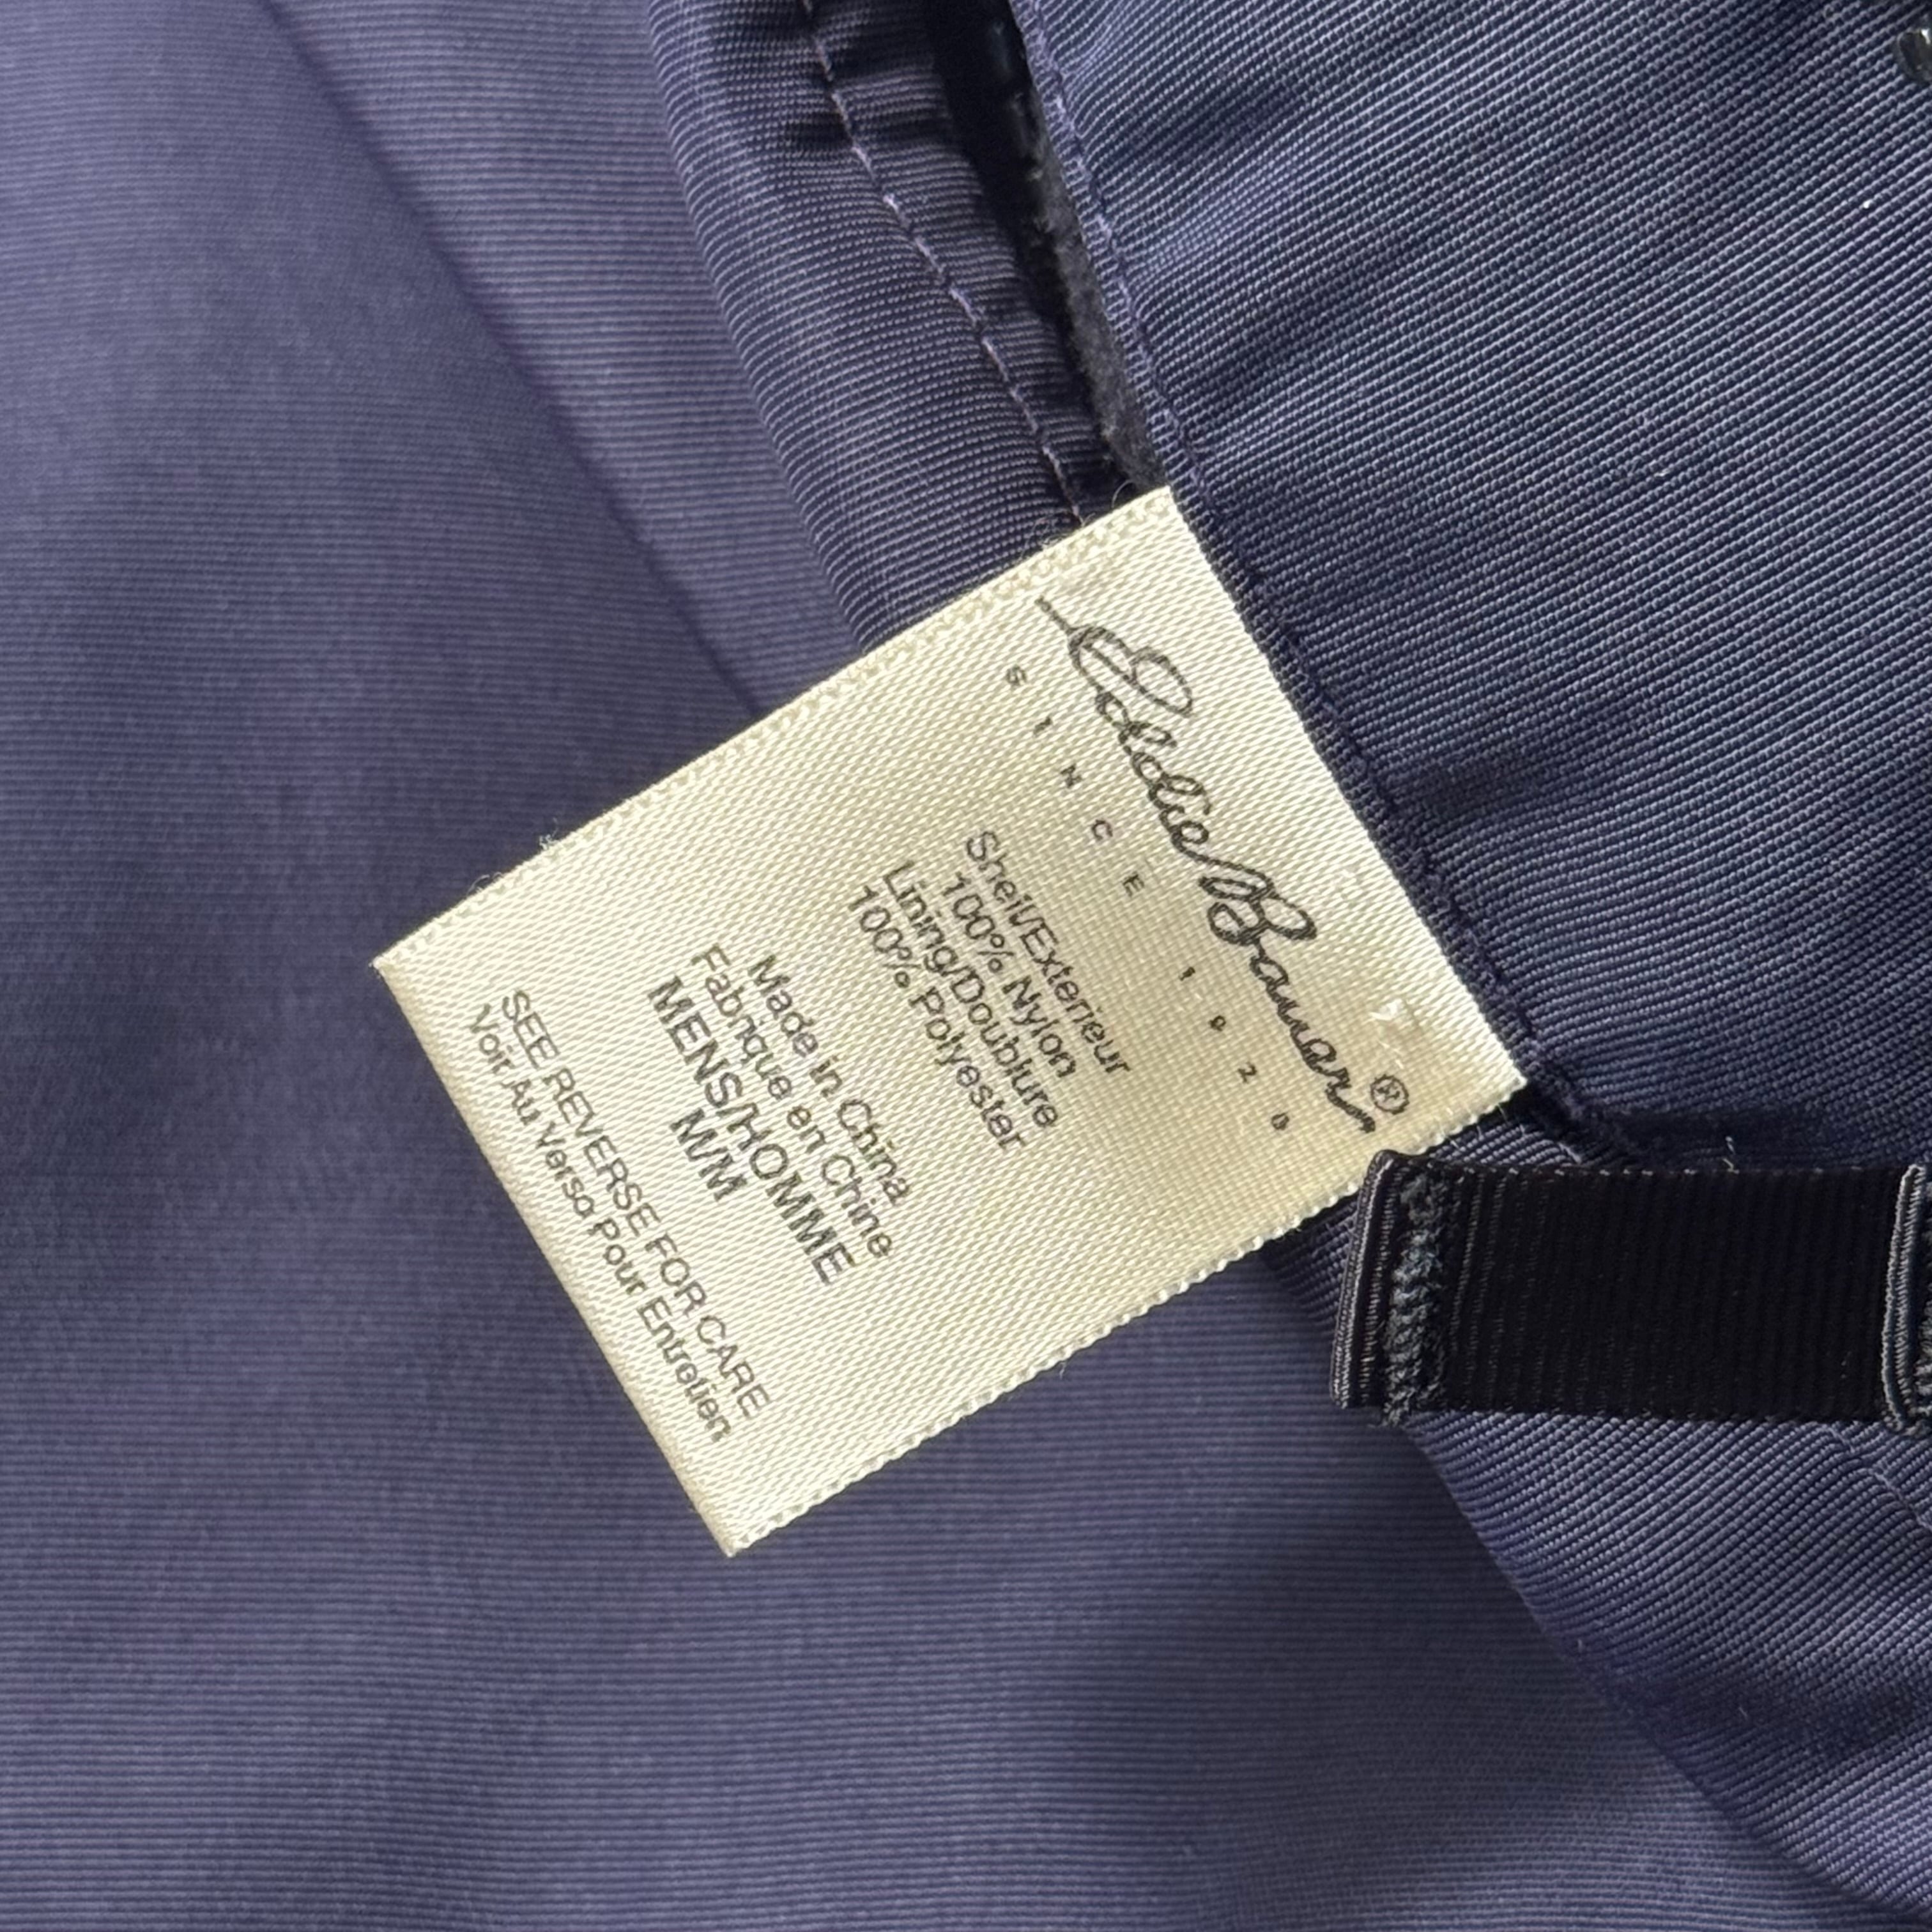 Eddie Bauer®
SINCE 1920
Shell/Exterieur
100% Nylon
Lining/Doublure
100% Polyester
Made in China
Fabrique en Chine
MENS/HOMME
M/M
SEE REVERSE FOR CARE
Voir Au Verso Pour Entretien